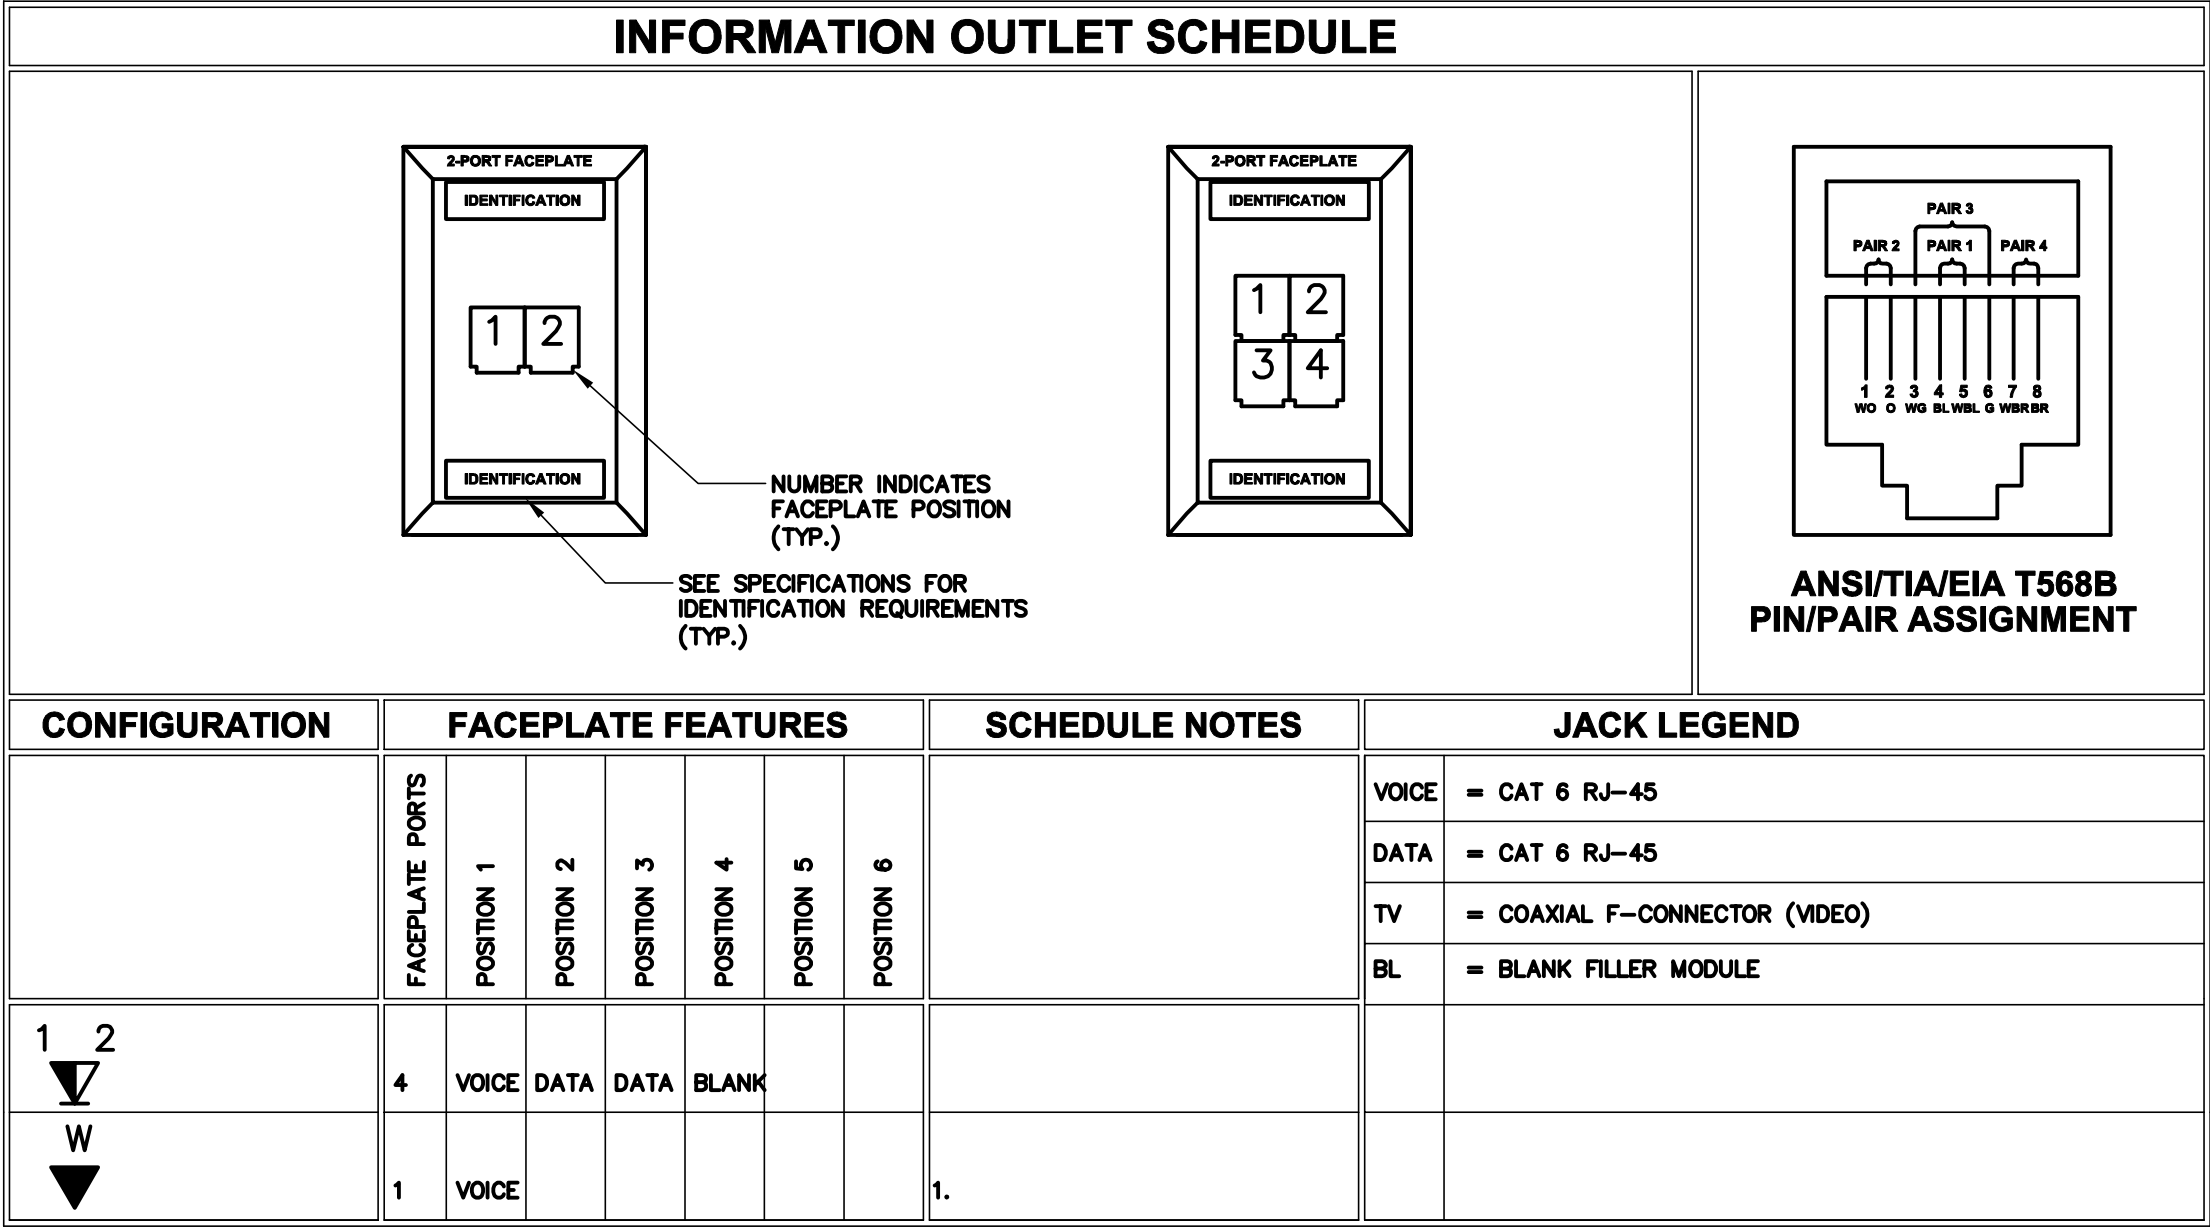 INFORMATION OUTLET SCHEDULE
2-PORT FACEPLATE
IDENTIFICATION
1 2
IDENTIFICATION
NUMBER INDICATES
FACEPLATE POSITION
(TYP.)
SEE SPECIFICATIONS FOR
IDENTIFICATION REQUIREMENTS
(TYP.)
2-PORT FACEPLATE
IDENTIFICATION
1 2
3 4
IDENTIFICATION
PAIR 3
PAIR 2 PAIR 1 PAIR 4
1 2 3 4 5 6 7 8
WO O WG BL WBL G WBR BR
ANSI/TIA/EIA T568B
PIN/PAIR ASSIGNMENT
CONFIGURATION FACEPLATE FEATURES SCHEDULE NOTES JACK LEGEND
FACEPLATE PORTS
POSITION 1
POSITION 2
POSITION 3
POSITION 4
POSITION 5
POSITION 6
VOICE = CAT 6 RJ-45
DATA = CAT 6 RJ-45
TV = COAXIAL F-CONNECTOR (VIDEO)
BL = BLANK FILLER MODULE
1 2
4 VOICE DATA DATA BLANK
W
1 VOICE 1.